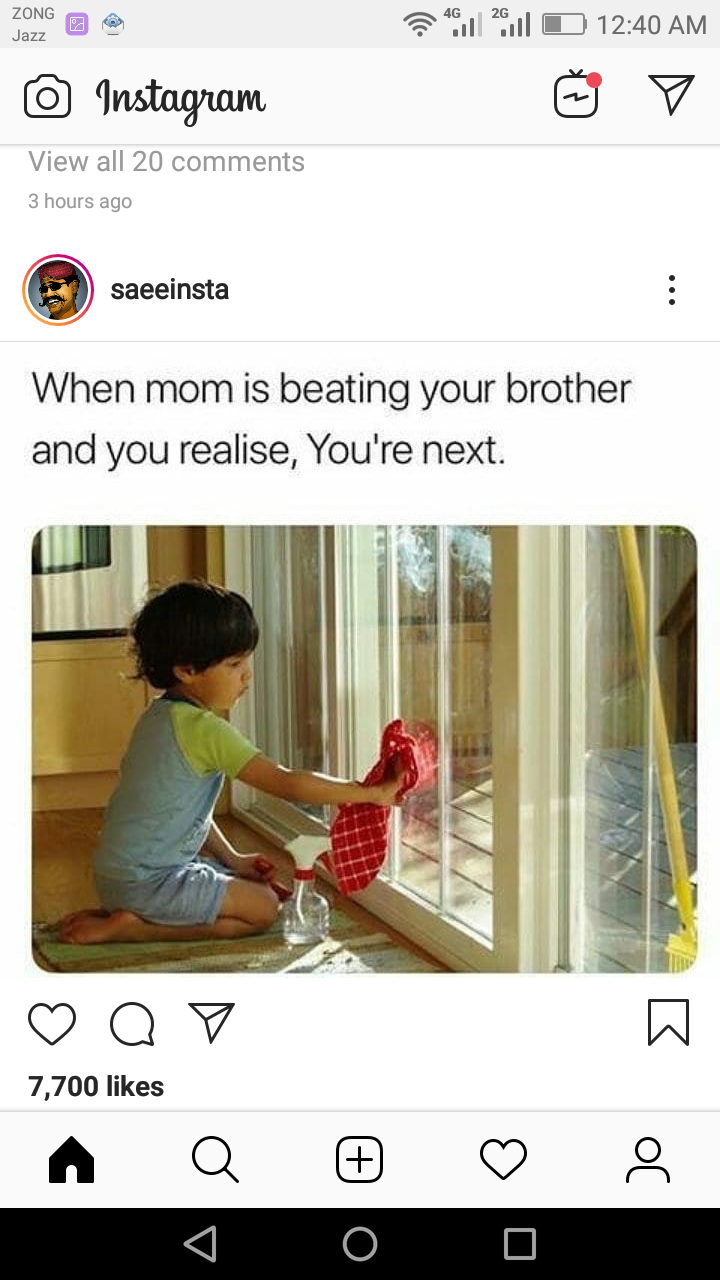 ZONG
Jazz
4G
2G
12:40 AM
Instagram
View all 20 comments
3 hours ago
saeeinsta
When mom is beating your brother
and you realise, You're next.
7,700 likes